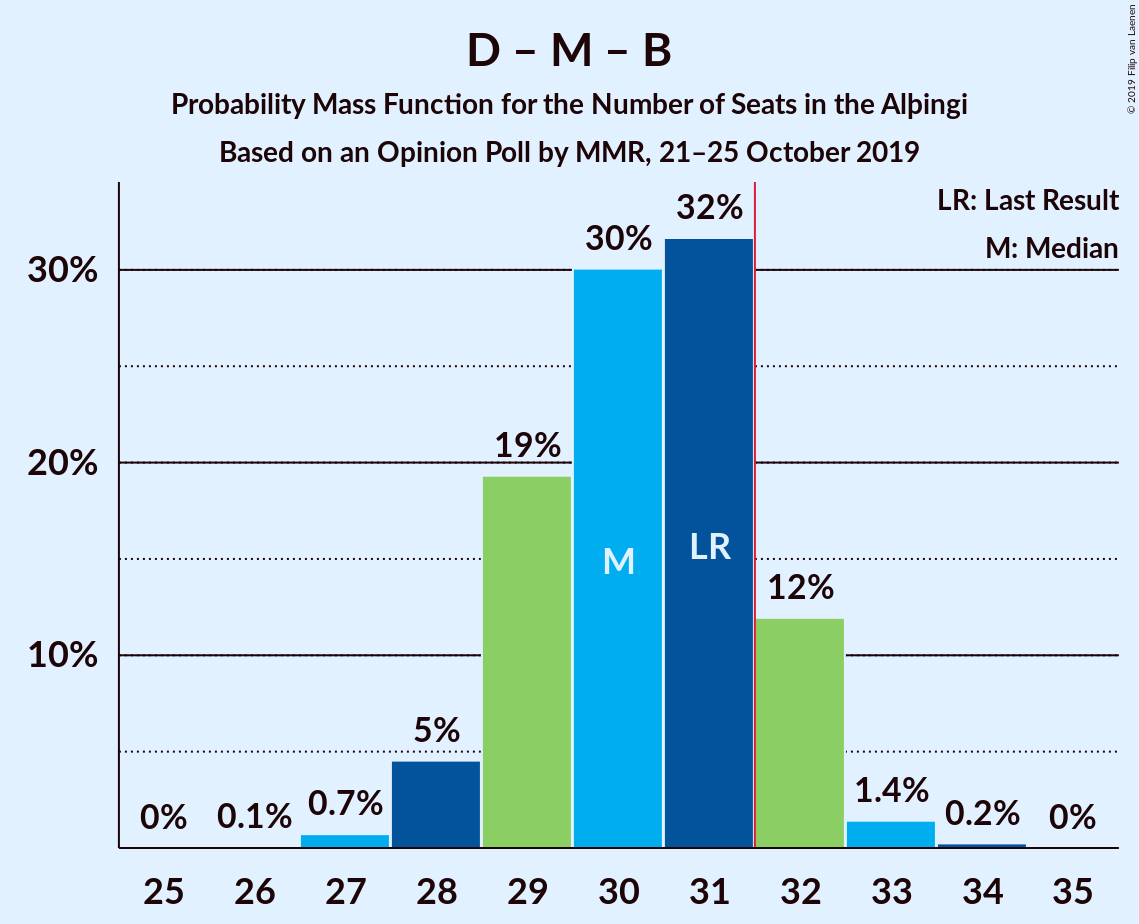 D – M – B
Probability Mass Function for the Number of Seats in the Alþingi
Based on an Opinion Poll by MMR, 21–25 October 2019
© 2019 Filip van Laenen
LR: Last Result
M: Median
30%
20%
10%
0%
0.1%
0.7%
5%
19%
30%
32%
12%
1.4%
0.2%
0%
M
LR
25 26 27 28 29 30 31 32 33 34 35